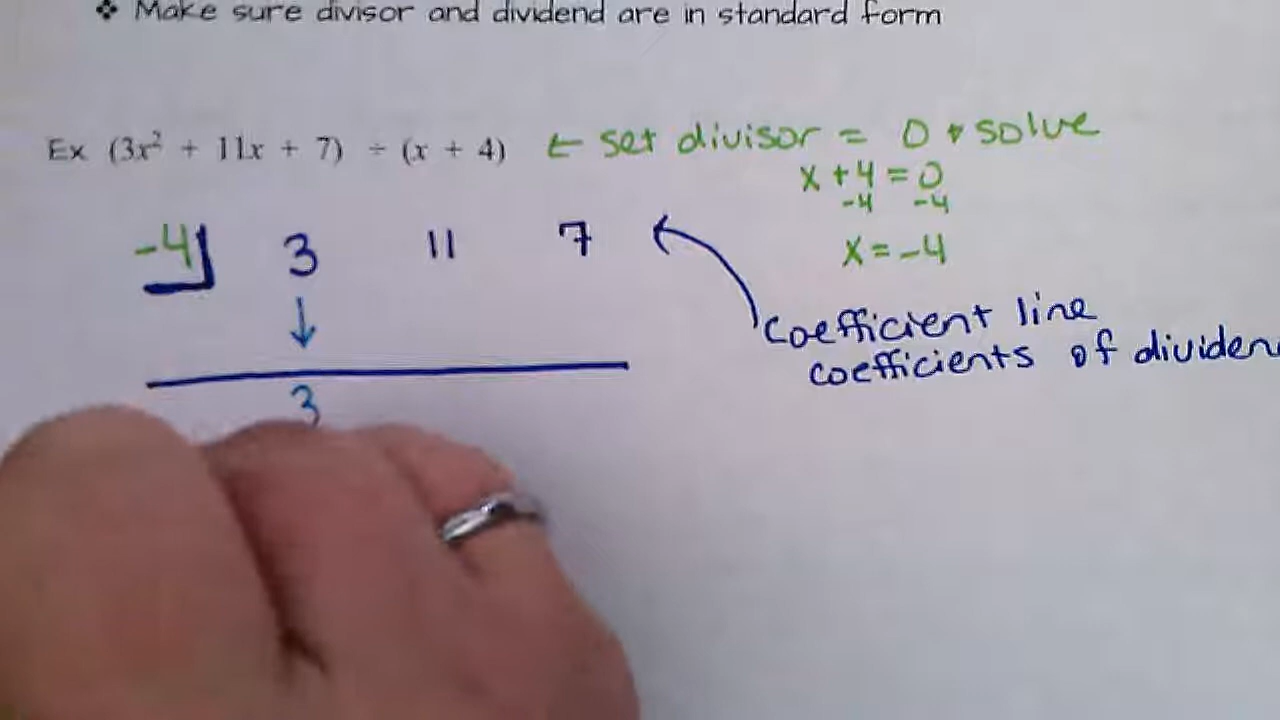 ❖ Make sure divisor and dividend are in standard form
Ex (3x² + 11x + 7) ÷ (x + 4) ← set divisor = 0 & solve
x + 4 = 0
-4 -4
x = -4
-4 3 11 7
↓
3
Coefficient line
coefficients of dividen